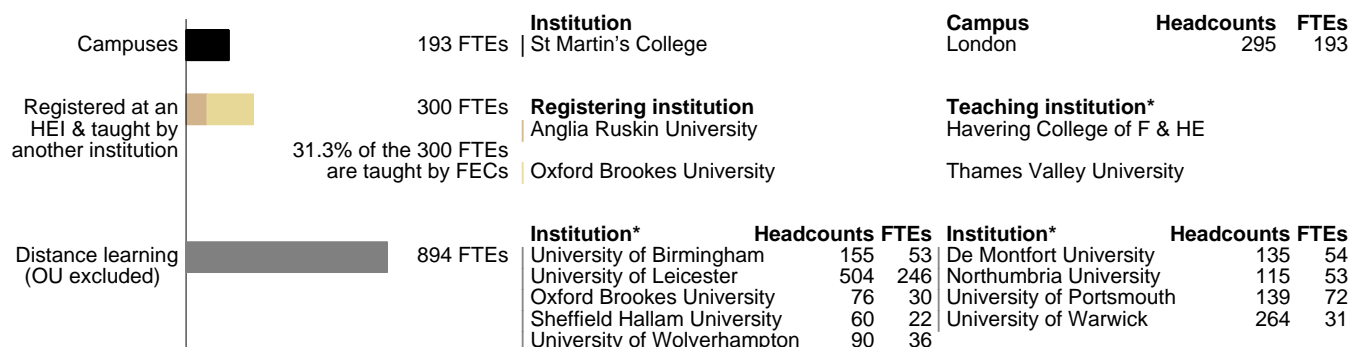 Institution Campus Headcounts FTEs
Campuses 193 FTEs St Martin's College London 295 193
Registered at an 300 FTEs Registering institution Teaching institution*
HEI & taught by Anglia Ruskin University Havering College of F & HE
another institution 31.3% of the 300 FTEs
are taught by FECs Oxford Brookes University Thames Valley University
Institution* Headcounts FTEs Institution* Headcounts FTEs
Distance learning 894 FTEs University of Birmingham 155 53 De Montfort University 135 54
(OU excluded) University of Leicester 504 246 Northumbria University 115 53
Oxford Brookes University 76 30 University of Portsmouth 139 72
Sheffield Hallam University 60 22 University of Warwick 264 31
University of Wolverhampton 90 36